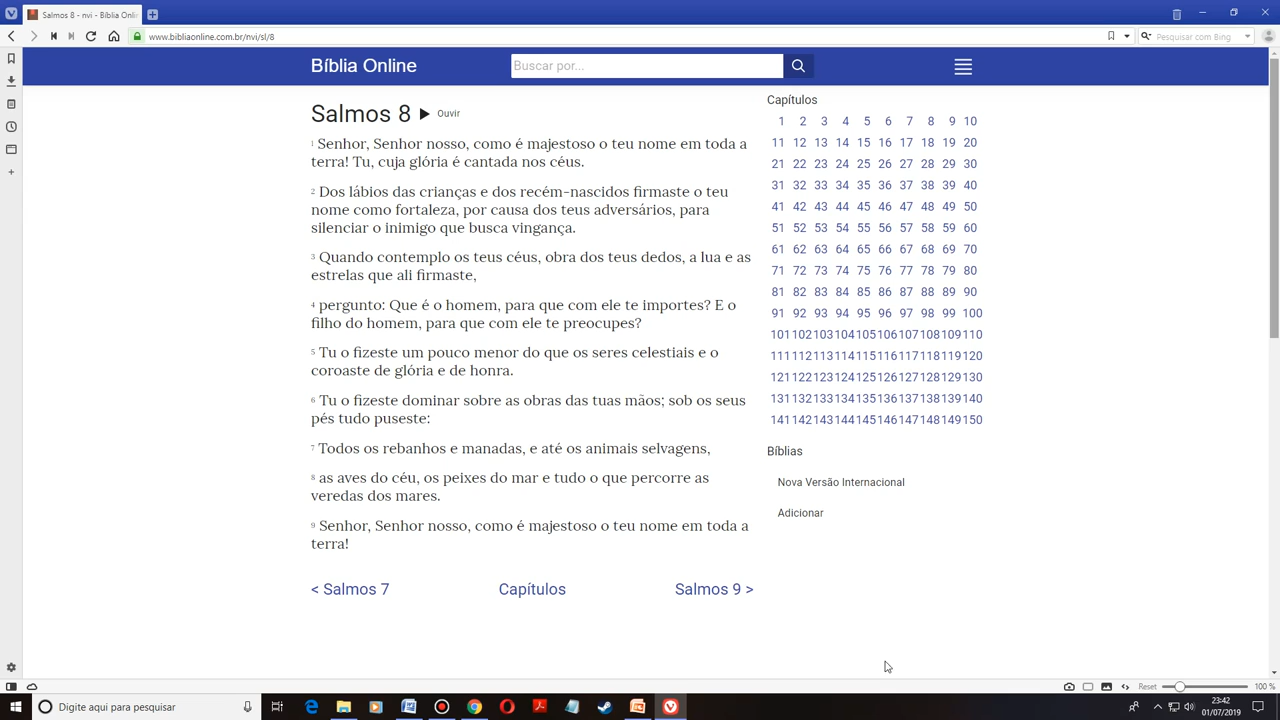 Salmos 8 - nvi - Bíblia Onlin
www.bibliaonline.com.br/nvi/sl/8
Pesquisar com Bing
Bíblia Online
Buscar por...
Salmos 8
Ouvir
1 Senhor, Senhor nosso, como é majestoso o teu nome em toda a
terra! Tu, cuja glória é cantada nos céus.
2 Dos lábios das crianças e dos recém-nascidos firmaste o teu
nome como fortaleza, por causa dos teus adversários, para
silenciar o inimigo que busca vingança.
3 Quando contemplo os teus céus, obra dos teus dedos, a lua e as
estrelas que ali firmaste,
4 pergunto: Que é o homem, para que com ele te importes? E o
filho do homem, para que com ele te preocupes?
5 Tu o fizeste um pouco menor do que os seres celestiais e o
coroaste de glória e de honra.
6 Tu o fizeste dominar sobre as obras das tuas mãos; sob os seus
pés tudo puseste:
7 Todos os rebanhos e manadas, e até os animais selvagens,
8 as aves do céu, os peixes do mar e tudo o que percorre as
veredas dos mares.
9 Senhor, Senhor nosso, como é majestoso o teu nome em toda a
terra!
< Salmos 7
Capítulos
Salmos 9 >
Capítulos
1 2 3 4 5 6 7 8 9 10
11 12 13 14 15 16 17 18 19 20
21 22 23 24 25 26 27 28 29 30
31 32 33 34 35 36 37 38 39 40
41 42 43 44 45 46 47 48 49 50
51 52 53 54 55 56 57 58 59 60
61 62 63 64 65 66 67 68 69 70
71 72 73 74 75 76 77 78 79 80
81 82 83 84 85 86 87 88 89 90
91 92 93 94 95 96 97 98 99 100
101 102 103 104 105 106 107 108 109 110
111 112 113 114 115 116 117 118 119 120
121 122 123 124 125 126 127 128 129 130
131 132 133 134 135 136 137 138 139 140
141 142 143 144 145 146 147 148 149 150
Bíblias
Nova Versão Internacional
Adicionar
Reset
100 %
Digite aqui para pesquisar
23:42
01/07/2019